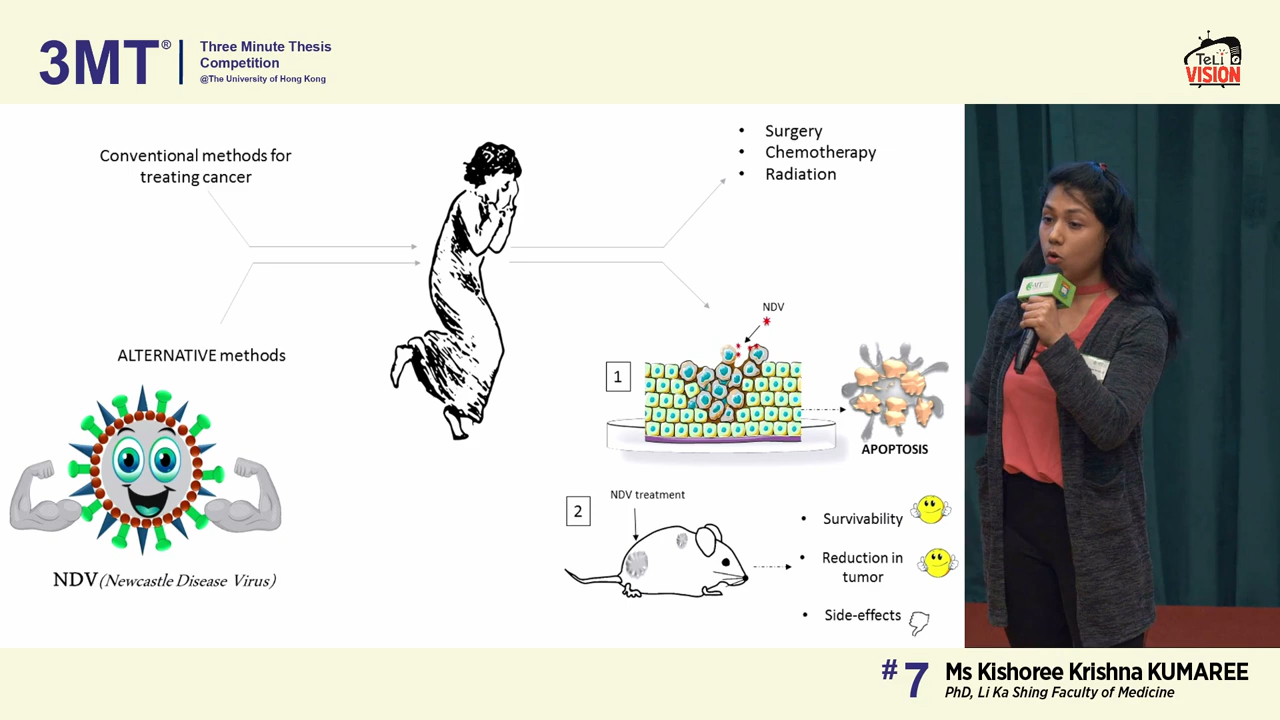 3MT®
Three Minute Thesis
Competition
@The University of Hong Kong
TeLi
VISION
Conventional methods for
treating cancer
• Surgery
• Chemotherapy
• Radiation
ALTERNATIVE methods
NDV (Newcastle Disease Virus)
NDV
1
APOPTOSIS
2
NDV treatment
• Survivability
• Reduction in
tumor
• Side-effects
3MT
#7
Ms Kishoree Krishna KUMAREE
PhD, Li Ka Shing Faculty of Medicine